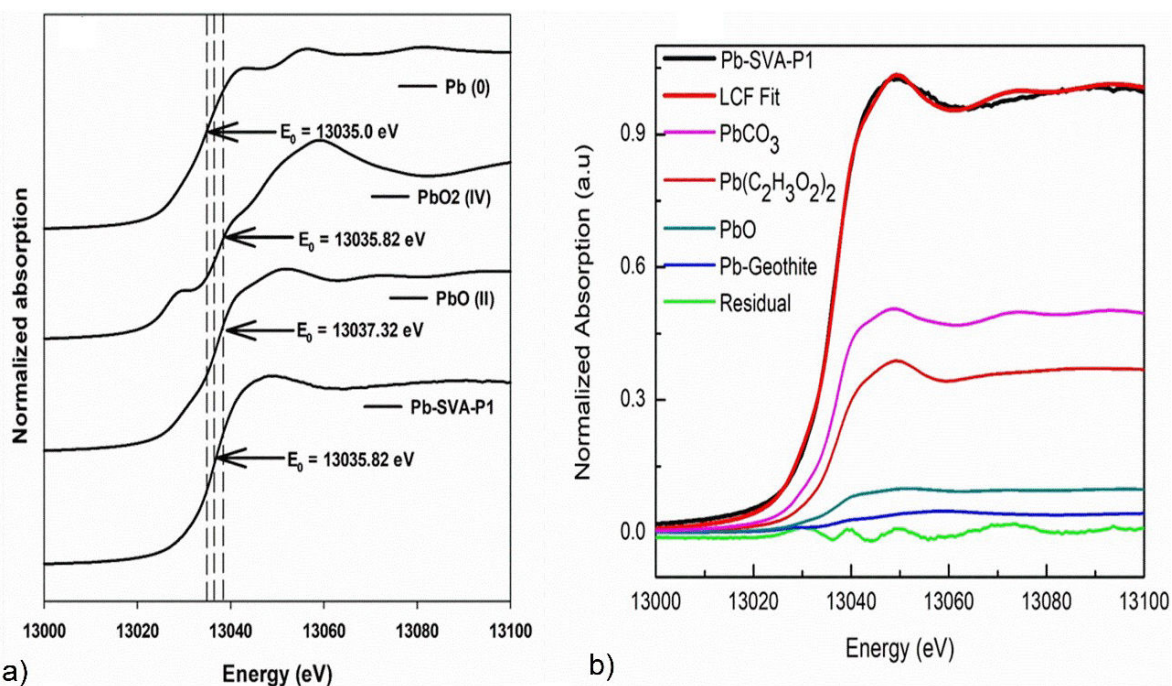 Normalized absorption
Pb (0)
E₀ = 13035.0 eV
PbO2 (IV)
E₀ = 13035.82 eV
PbO (II)
E₀ = 13037.32 eV
Pb-SVA-P1
E₀ = 13035.82 eV
13000 13020 13040 13060 13080 13100
Energy (eV)
a)
b)
Normalized Absorption (a.u)
0.9
0.6
0.3
0.0
Pb-SVA-P1
LCF Fit
PbCO₃
Pb(C₂H₃O₂)₂
PbO
Pb-Geothite
Residual
13000 13020 13040 13060 13080 13100
Energy (eV)